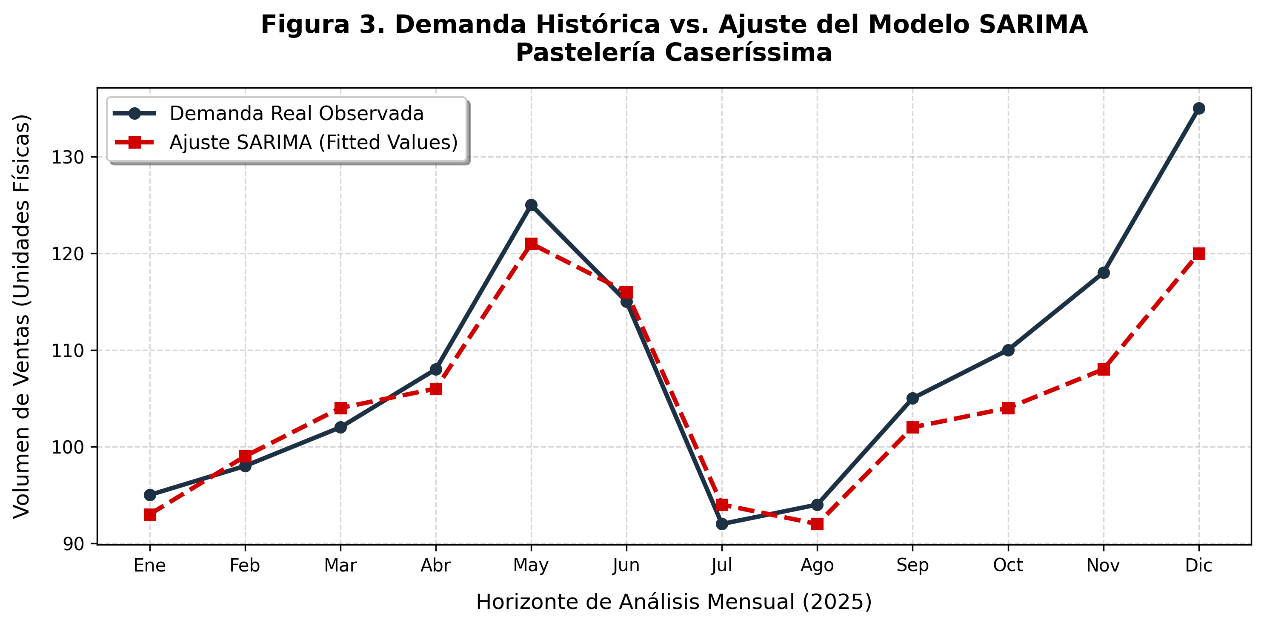 Figura 3. Demanda Histórica vs. Ajuste del Modelo SARIMA
Pastelería Caseríssima
Demanda Real Observada
Ajuste SARIMA (Fitted Values)
Volumen de Ventas (Unidades Físicas)
130
120
110
100
90
Ene Feb Mar Abr May Jun Jul Ago Sep Oct Nov Dic
Horizonte de Análisis Mensual (2025)